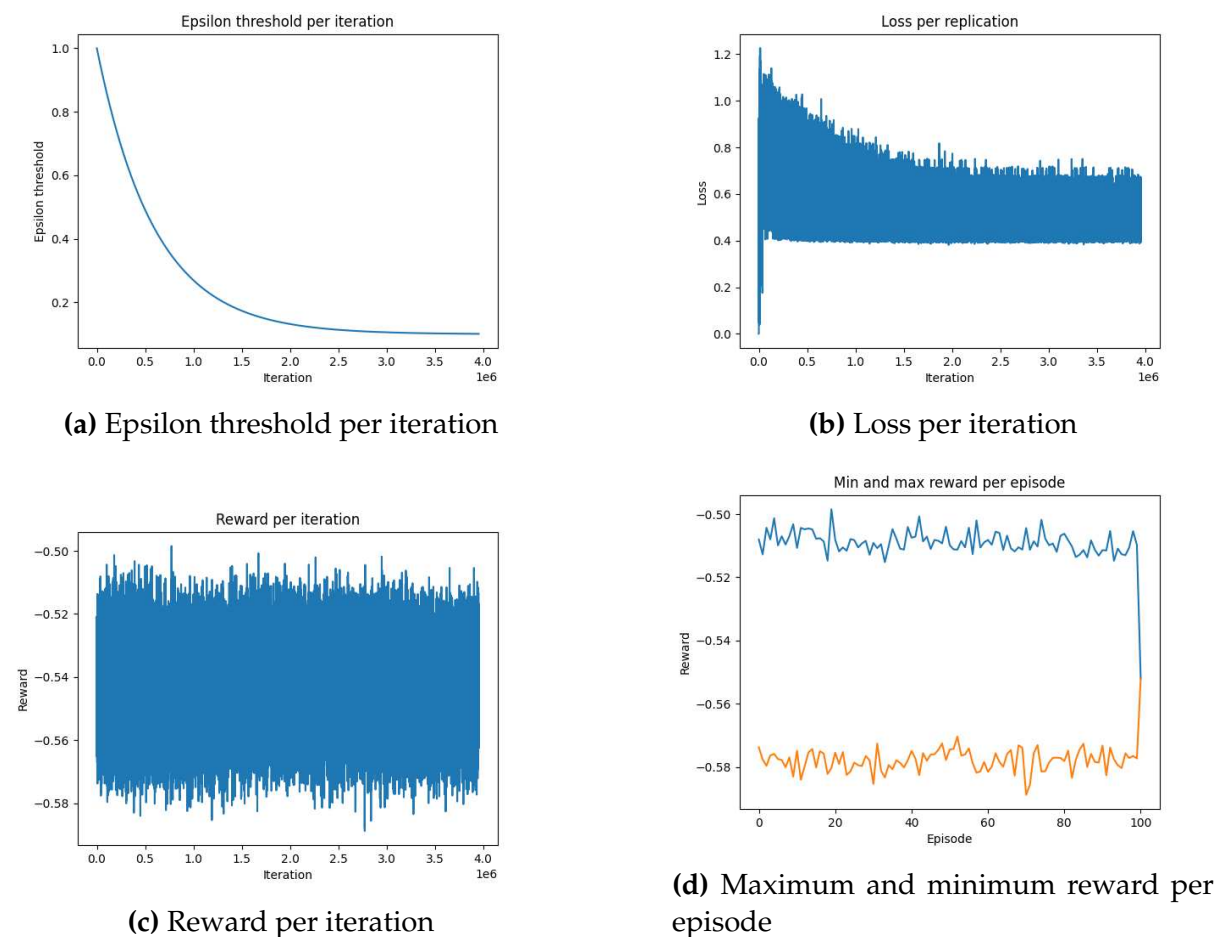 Epsilon threshold per iteration
1.0
0.8
0.6
0.4
0.2
Epsilon threshold
0.0 0.5 1.0 1.5 2.0 2.5 3.0 3.5 4.0
Iteration
1e6
(a) Epsilon threshold per iteration
Loss per replication
1.2
1.0
0.8
0.6
0.4
0.2
0.0
Loss
0.0 0.5 1.0 1.5 2.0 2.5 3.0 3.5 4.0
Iteration
1e6
(b) Loss per iteration
Reward per iteration
−0.50
−0.52
−0.54
−0.56
−0.58
Reward
0.0 0.5 1.0 1.5 2.0 2.5 3.0 3.5 4.0
Iteration
1e6
(c) Reward per iteration
Min and max reward per episode
−0.50
−0.52
−0.54
−0.56
−0.58
Reward
0 20 40 60 80 100
Episode
(d) Maximum and minimum reward per
episode